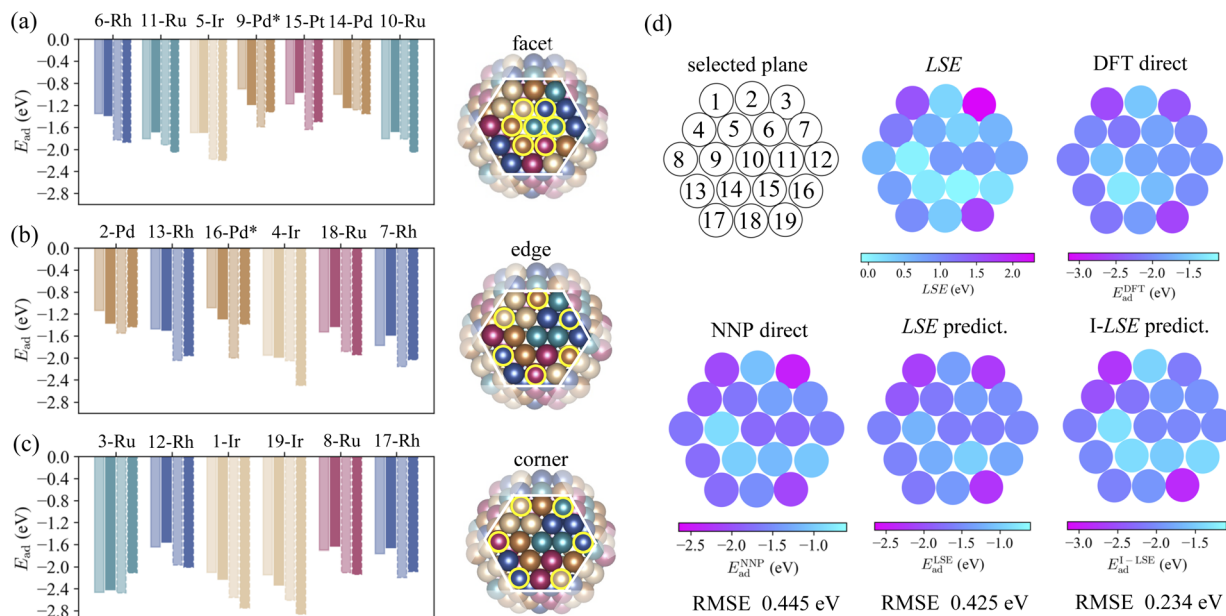 (a)
6-Rh 11-Ru 5-Ir 9-Pd* 15-Pt 14-Pd 10-Ru
0.0
−0.4
−0.8
−1.2
−1.6
−2.0
−2.4
−2.8
E_ad (eV)
facet
(b)
2-Pd 13-Rh 16-Pd* 4-Ir 18-Ru 7-Rh
0.0
−0.4
−0.8
−1.2
−1.6
−2.0
−2.4
−2.8
E_ad (eV)
edge
(c)
3-Ru 12-Rh 1-Ir 19-Ir 8-Ru 17-Rh
0.0
−0.4
−0.8
−1.2
−1.6
−2.0
−2.4
−2.8
E_ad (eV)
corner
(d)
selected plane
1 2 3
4 5 6 7
8 9 10 11 12
13 14 15 16
17 18 19
LSE
0.0 0.5 1.0 1.5 2.0
LSE (eV)
DFT direct
−3.0 −2.5 −2.0 −1.5
E_ad^DFT (eV)
NNP direct
−2.5 −2.0 −1.5 −1.0
E_ad^NNP (eV)
RMSE 0.445 eV
LSE predict.
−2.5 −2.0 −1.5 −1.0
E_ad^LSE (eV)
RMSE 0.425 eV
I-LSE predict.
−3.0 −2.5 −2.0 −1.5
E_ad^I−LSE (eV)
RMSE 0.234 eV